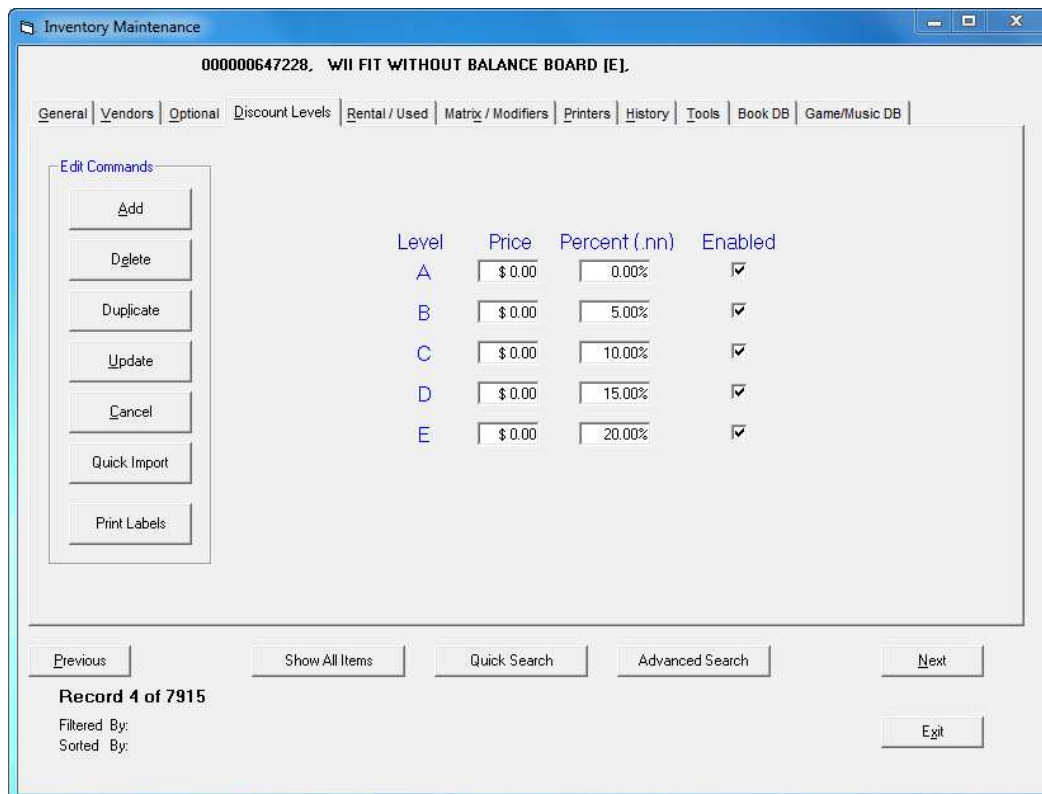 Inventory Maintenance
000000647228, WII FIT WITHOUT BALANCE BOARD [E],
General Vendors Optional Discount Levels Rental / Used Matrix / Modifiers Printers History Tools Book DB Game/Music DB
Edit Commands
Add
Delete
Duplicate
Update
Cancel
Quick Import
Print Labels
Level Price Percent (.nn) Enabled
A $ 0.00 0.00%
B $ 0.00 5.00%
C $ 0.00 10.00%
D $ 0.00 15.00%
E $ 0.00 20.00%
Previous Show All Items Quick Search Advanced Search Next
Record 4 of 7915
Filtered By:
Sorted By:
Exit